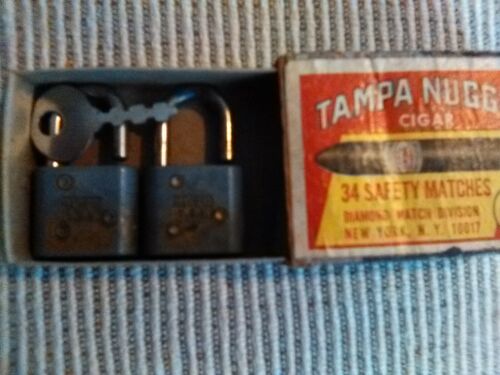 TAMPA NUGG
CIGAR
34 SAFETY MATCHES
DIAMOND MATCH DIVISION
NEW YORK, N. Y. 10017